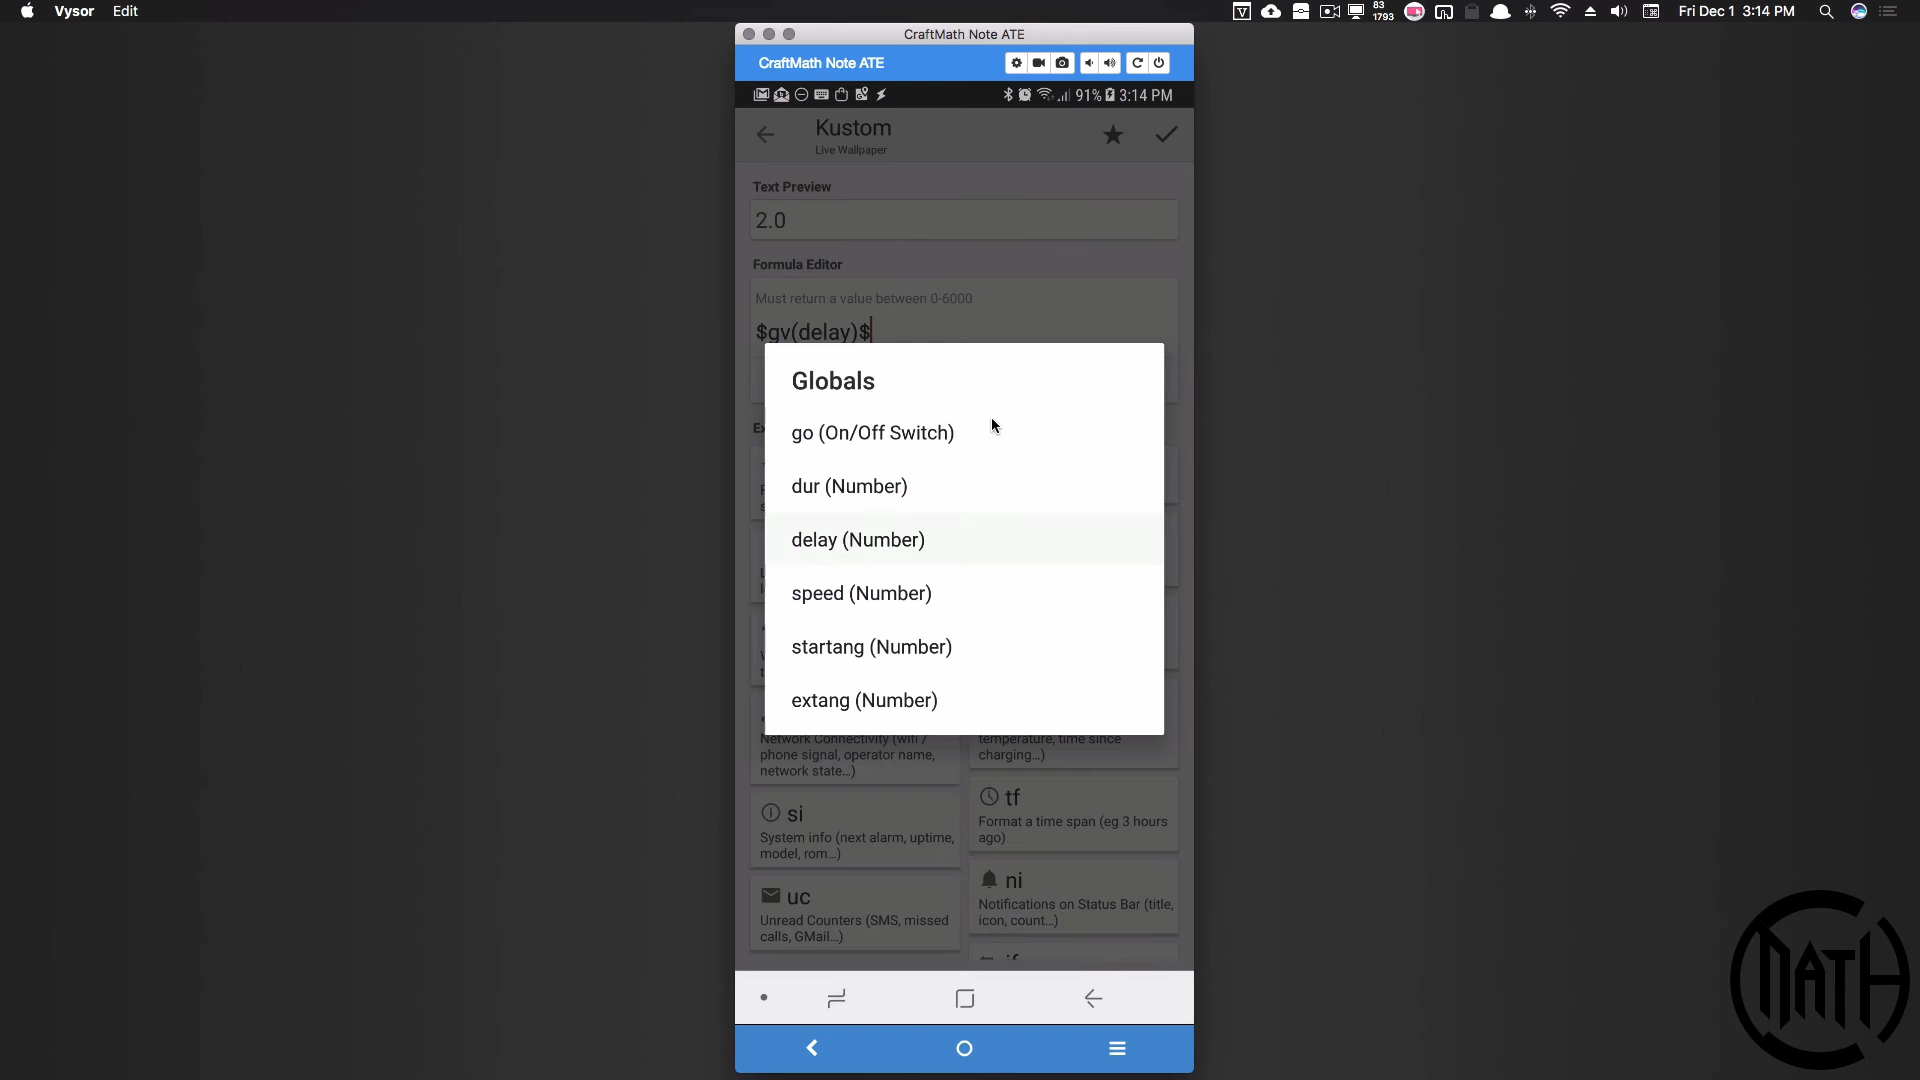 Vysor Edit
83
1793
Fri Dec 1 3:14 PM
CraftMath Note ATE
CraftMath Note ATE
91% 3:14 PM
Kustom
Live Wallpaper
Text Preview
2.0
Formula Editor
Must return a value between 0-6000
$gv(delay)$
Globals
go (On/Off Switch)
dur (Number)
delay (Number)
speed (Number)
startang (Number)
extang (Number)
Network Connectivity (wifi /
phone signal, operator name,
network state...)
temperature, time since
charging...)
si
System info (next alarm, uptime,
model, rom...)
tf
Format a time span (eg 3 hours
ago)
uc
Unread Counters (SMS, missed
calls, GMail...)
ni
Notifications on Status Bar (title,
icon, count...)
MATH